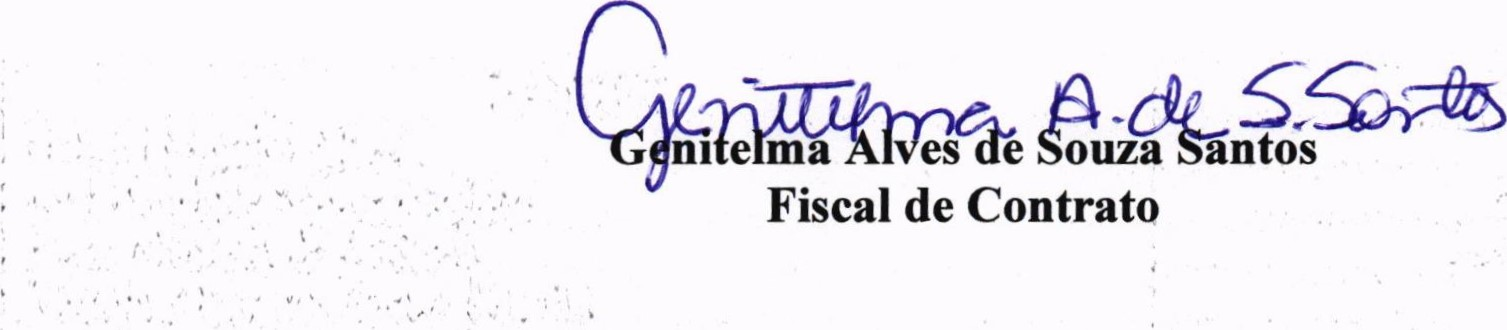 Genitelma A. de S. Santos
Genitelma Alves de Souza Santos
Fiscal de Contrato